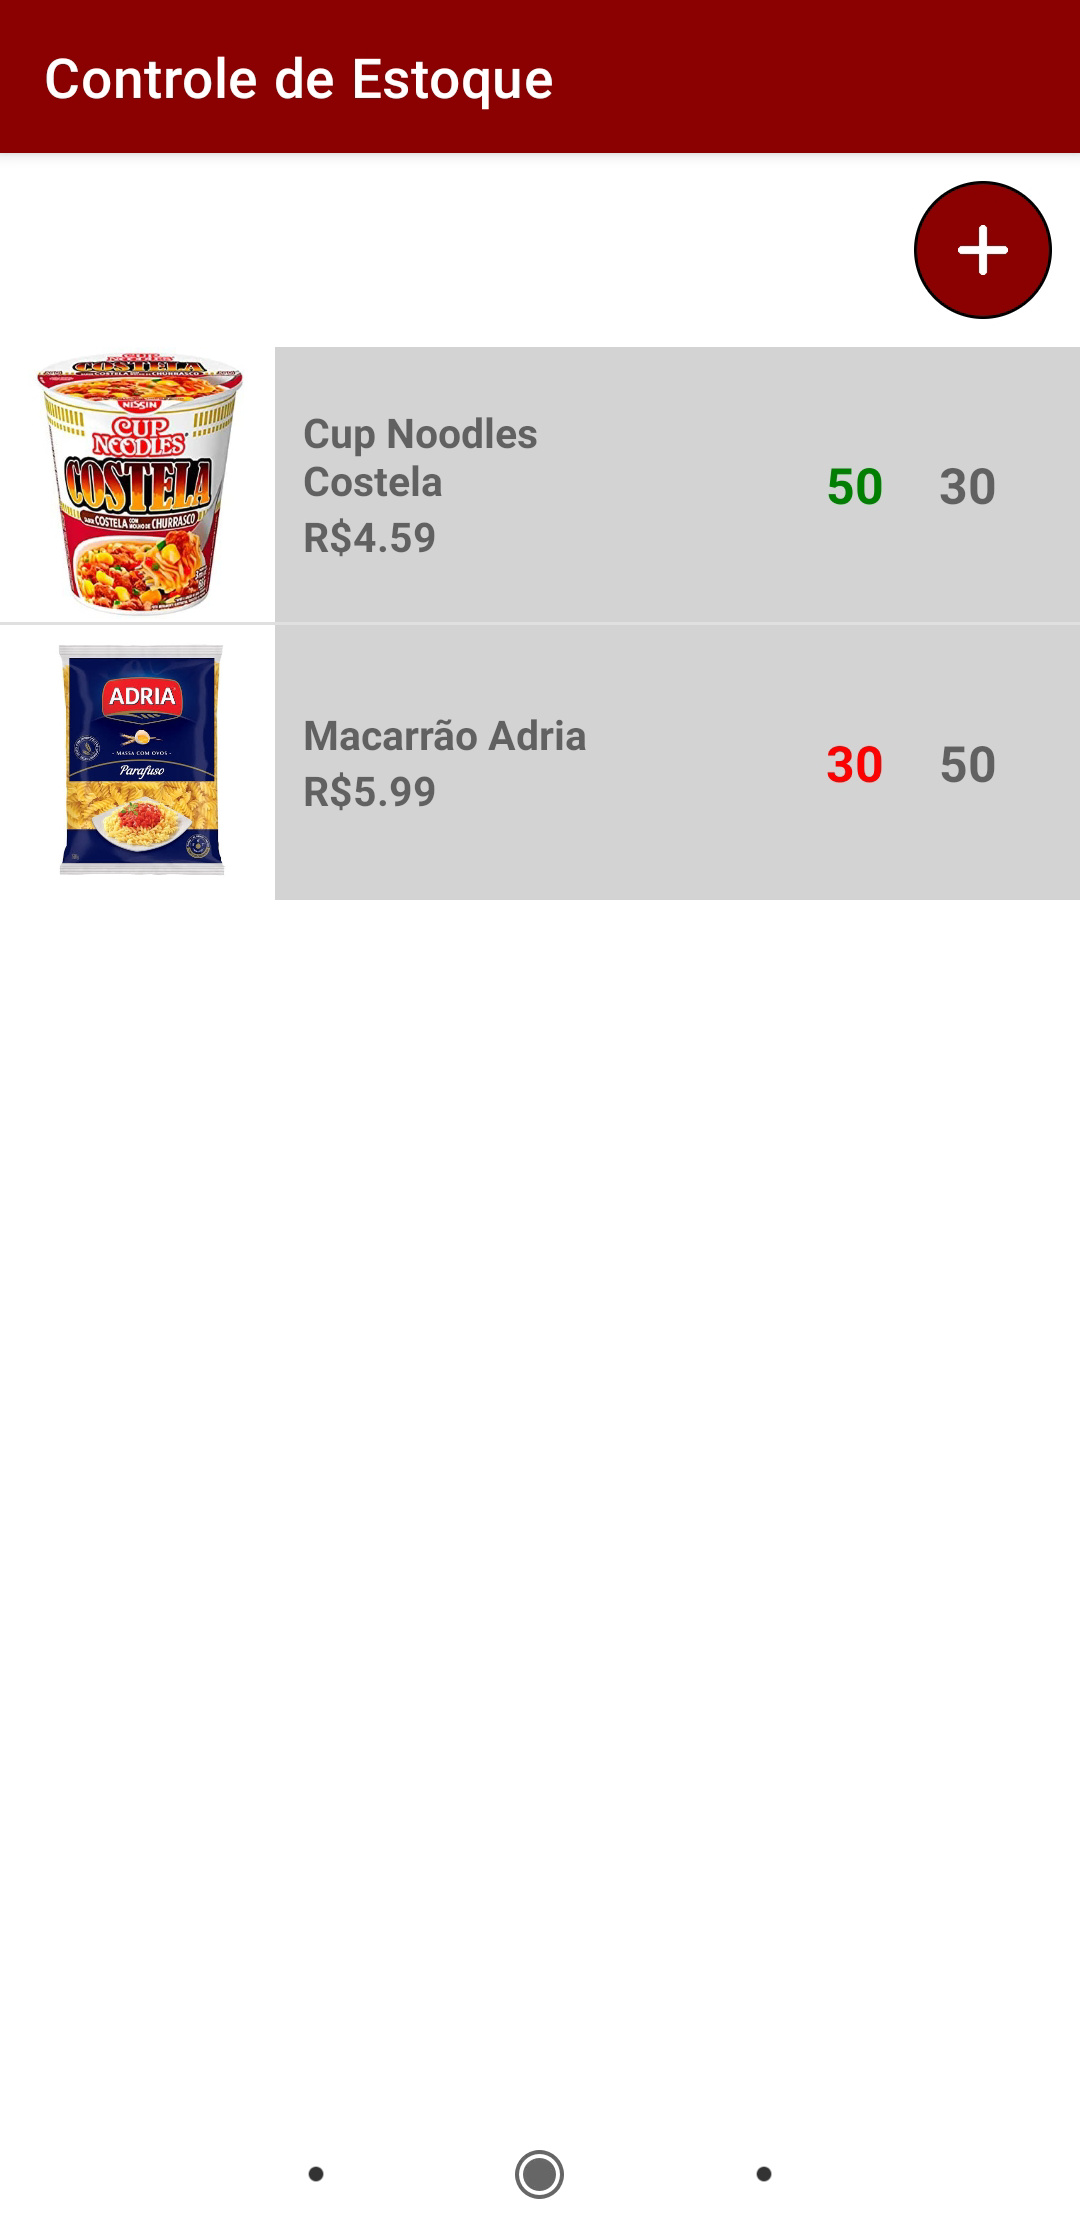 Controle de Estoque
COSTELA
NISSIN
CUP
NOODLES
COSTELA
SABOR COSTELA COM MOLHO DE CHURRASCO
Cup Noodles
Costela
50 30
R$4.59
ADRIA
- MASSA COM OVOS -
Parafuso
Macarrão Adria
30 50
R$5.99